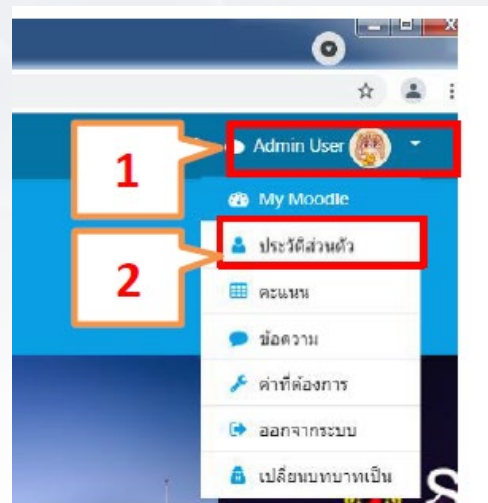 1
Admin User
My Moodle
2
ประวัติส่วนตัว
คะแนน
ข้อความ
ค่าที่ต้องการ
ออกจากระบบ
เปลี่ยนบทบาทเป็น
S